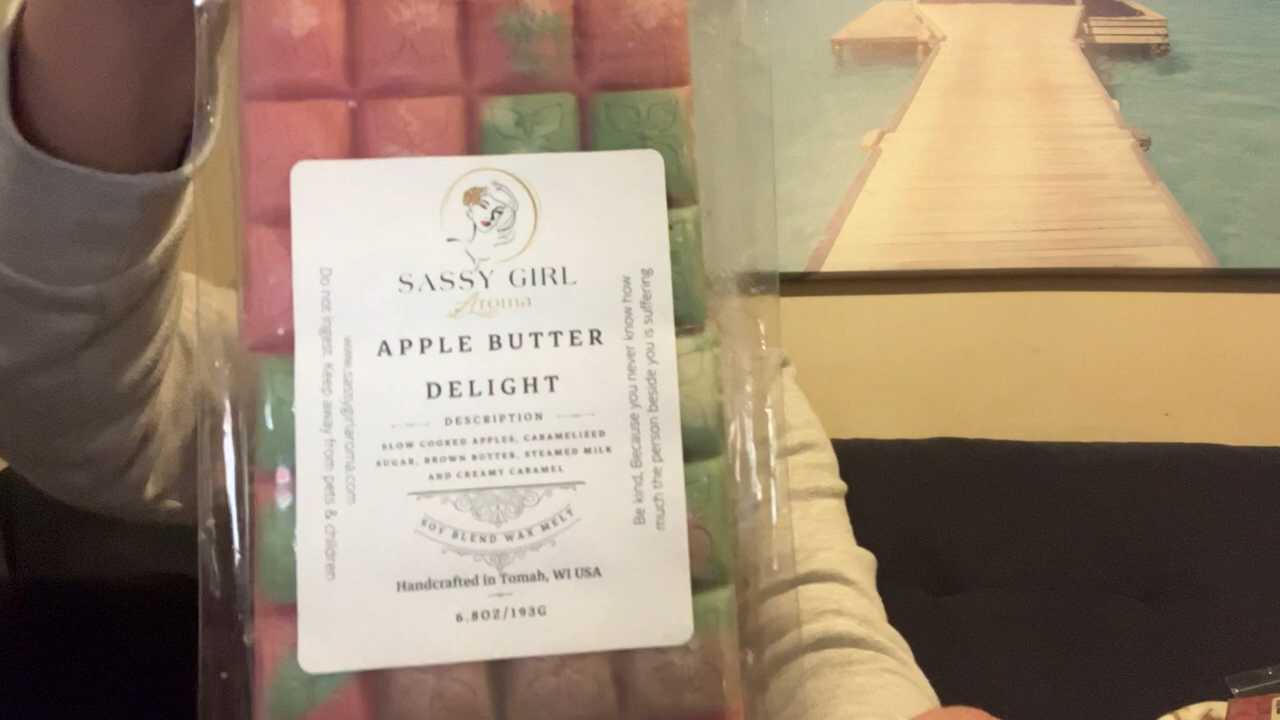 SASSY GIRL
Aroma
APPLE BUTTER
DELIGHT
DESCRIPTION
SLOW COOKED APPLES, CARAMELIZED
SUGAR, BROWN BUTTER, STEAMED MILK
AND CREAMY CARAMEL
SOY BLEND WAX MELT
Handcrafted in Tomah, WI USA
6.8OZ/193G
www.sassygirlaroma.com
Do not ingest. Keep away from pets & children
Be kind. Because you never know how
much the person beside you is suffering